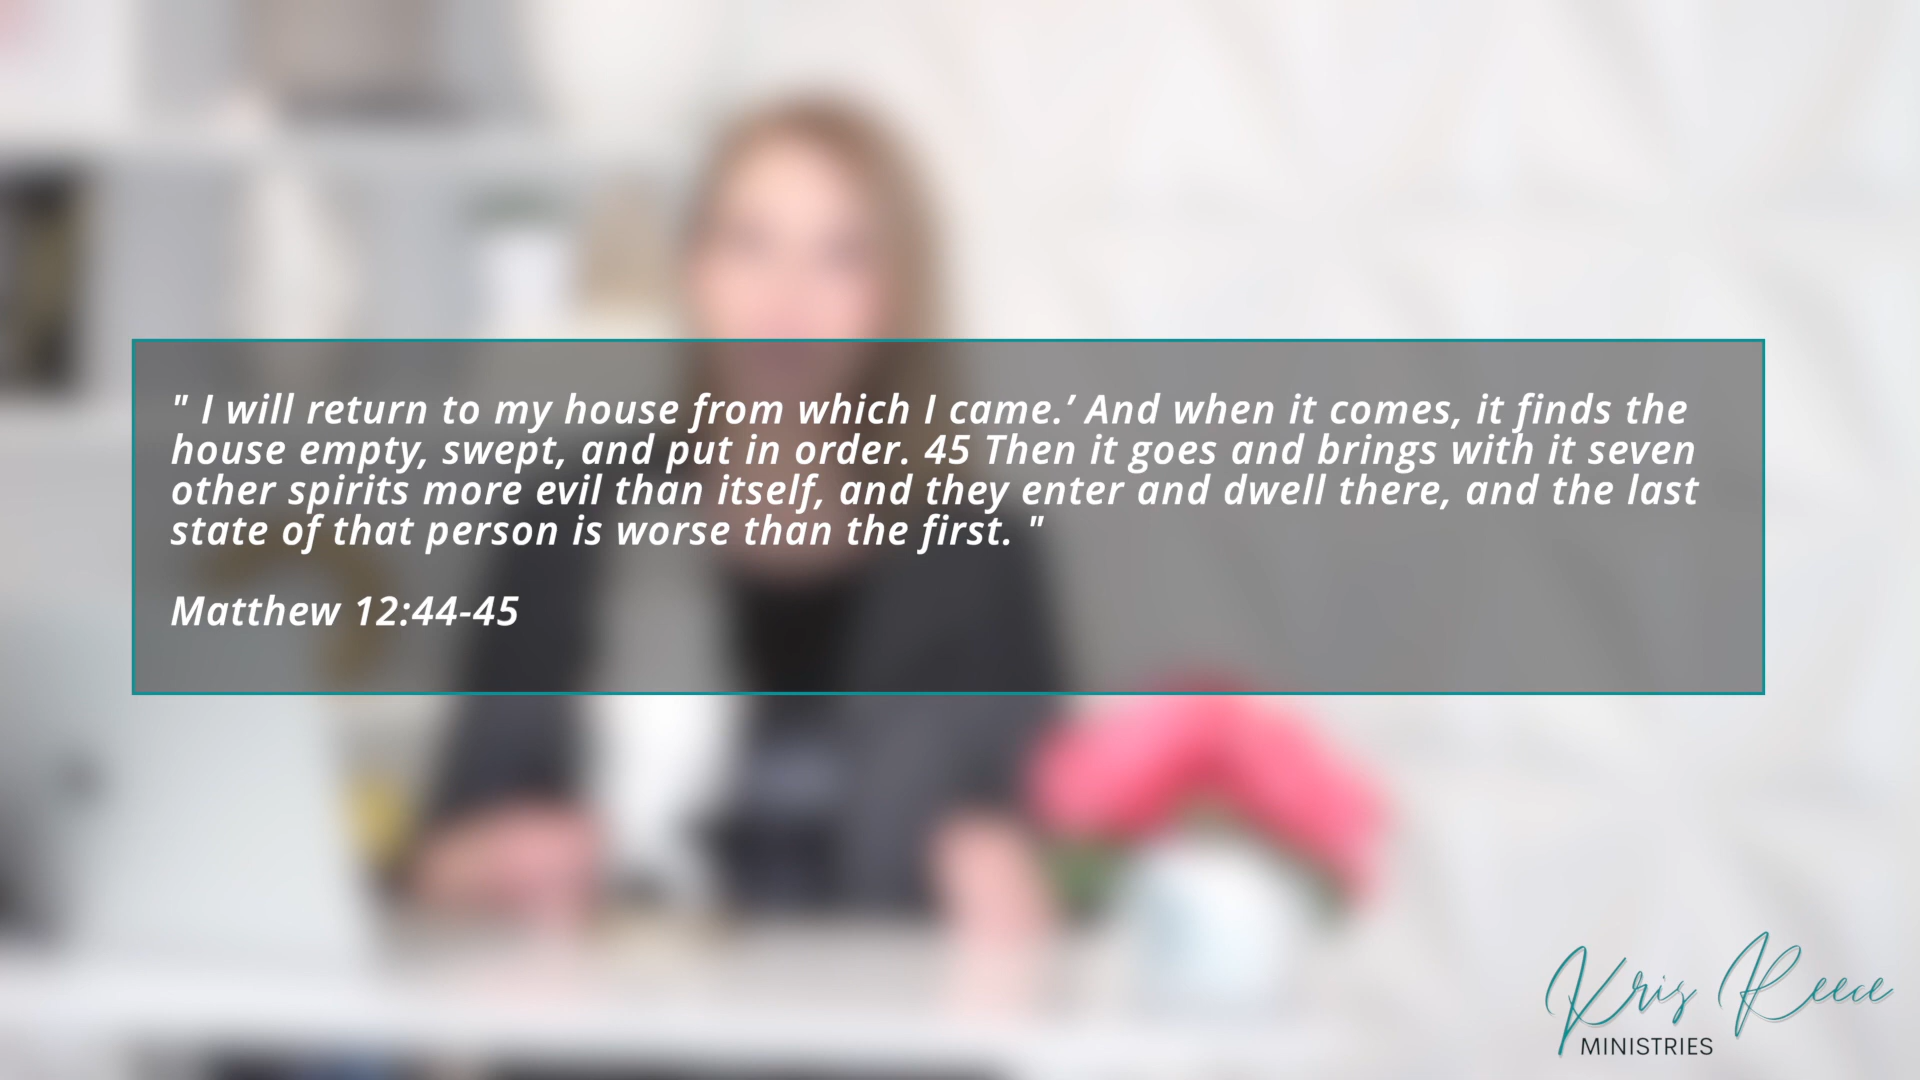 " I will return to my house from which I came.’ And when it comes, it finds the
house empty, swept, and put in order. 45 Then it goes and brings with it seven
other spirits more evil than itself, and they enter and dwell there, and the last
state of that person is worse than the first. "
Matthew 12:44-45
Kris Reece
MINISTRIES